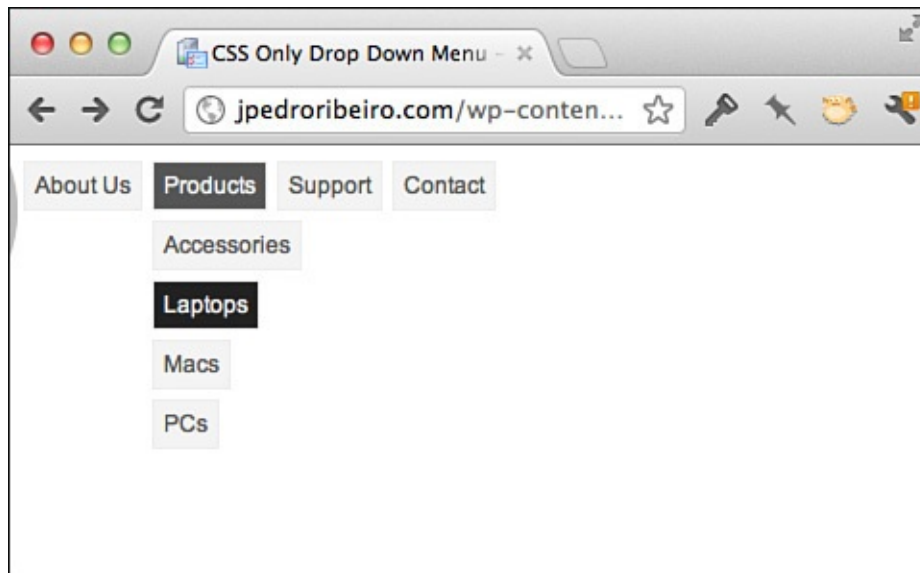 CSS Only Drop Down Menu -
jpedroribeiro.com/wp-conten...
About Us Products Support Contact
Accessories
Laptops
Macs
PCs